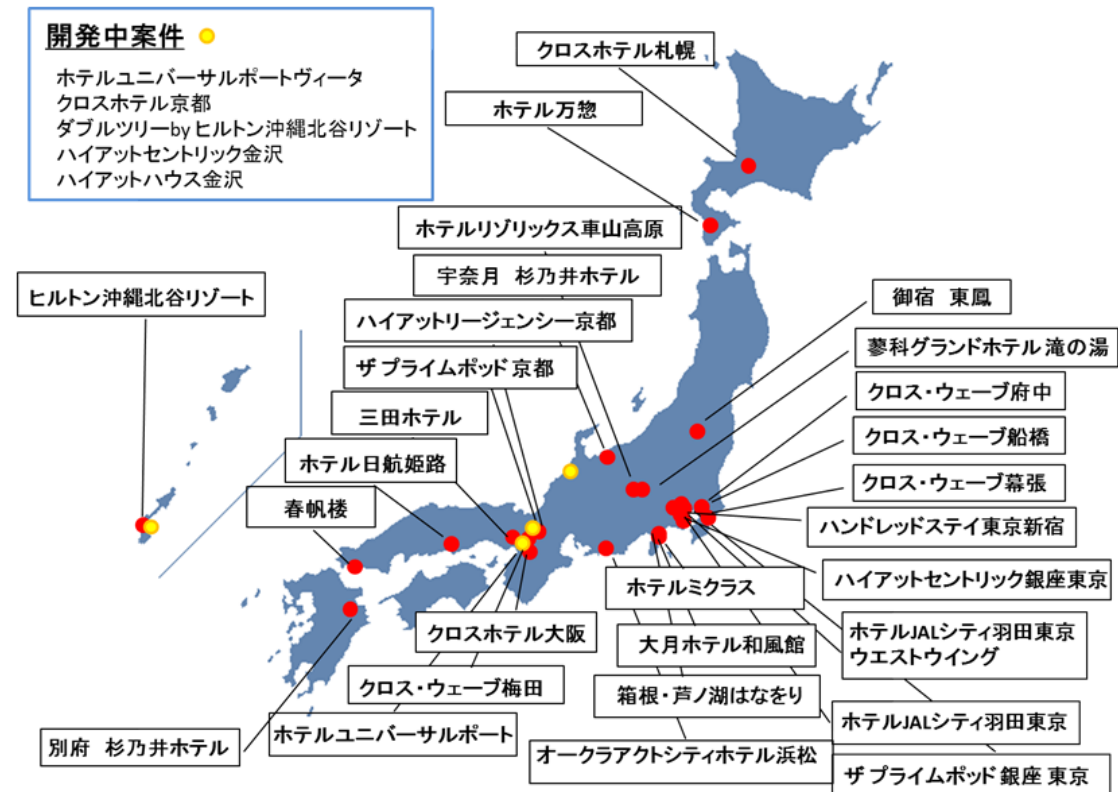 開発中案件
ホテルユニバーサルポートヴィータ
クロスホテル京都
ダブルツリーby ヒルトン沖縄北谷リゾート
ハイアットセントリック金沢
ハイアットハウス金沢
クロスホテル札幌
ホテル万惣
ホテルリゾリックス車山高原
宇奈月 杉乃井ホテル
ヒルトン沖縄北谷リゾート
御宿 東鳳
ハイアットリージェンシー京都
蓼科グランドホテル 滝の湯
ザ プライムポッド 京都
クロス・ウェーブ府中
三田ホテル
クロス・ウェーブ船橋
ホテル日航姫路
クロス・ウェーブ幕張
春帆楼
ハンドレッドステイ東京新宿
ハイアットセントリック銀座東京
ホテルミクラス
クロスホテル大阪
大月ホテル和風館
ホテルJALシティ羽田東京
ウエストウイング
クロス・ウェーブ梅田
箱根・芦ノ湖はなをり
ホテルユニバーサルポート
ホテルJALシティ羽田東京
別府 杉乃井ホテル
オークラアクトシティホテル浜松
ザ プライムポッド 銀座 東京